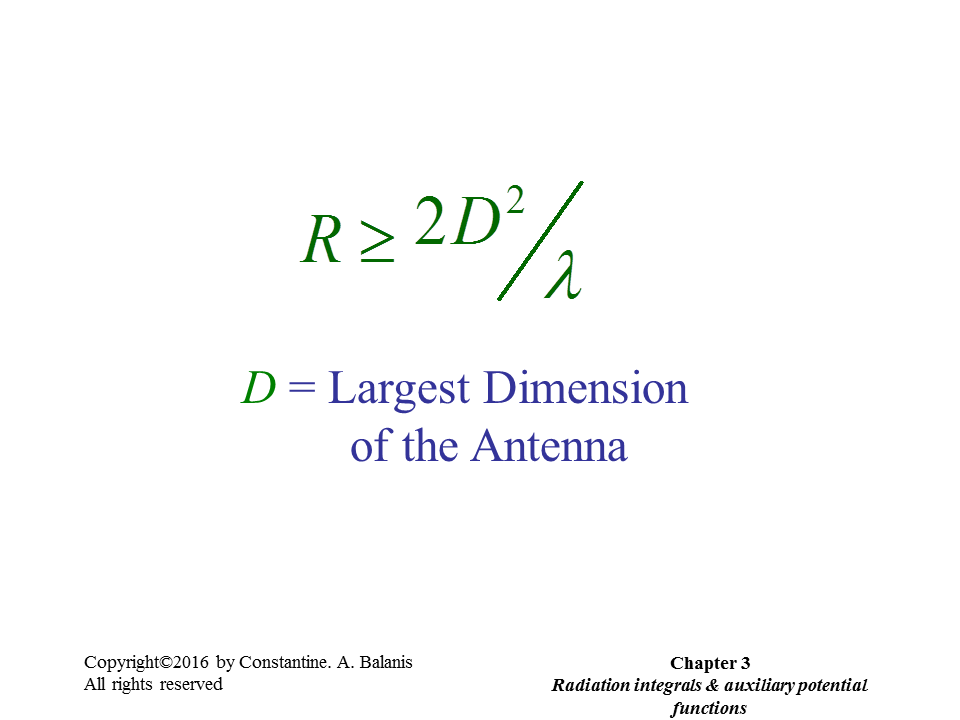 R ≥ 2D²/λ
D = Largest Dimension
of the Antenna
Copyright©2016 by Constantine. A. Balanis
All rights reserved
Chapter 3
Radiation integrals & auxiliary potential
functions